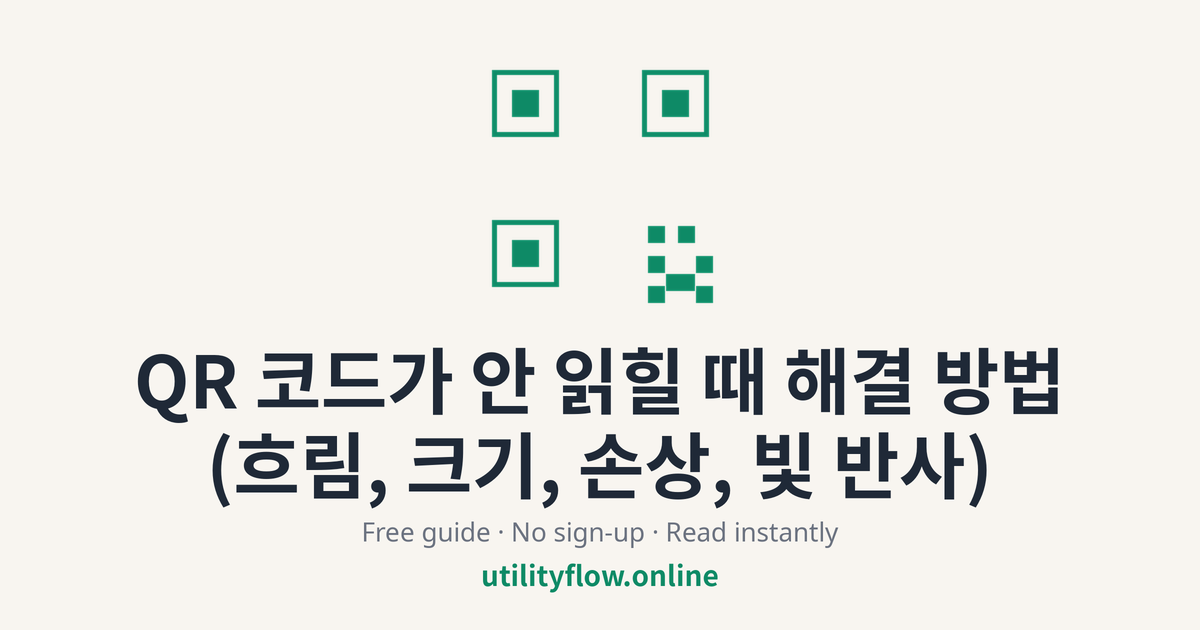 QR 코드가 안 읽힐 때 해결 방법
(흐림, 크기, 손상, 빛 반사)
Free guide · No sign-up · Read instantly
utilityflow.online